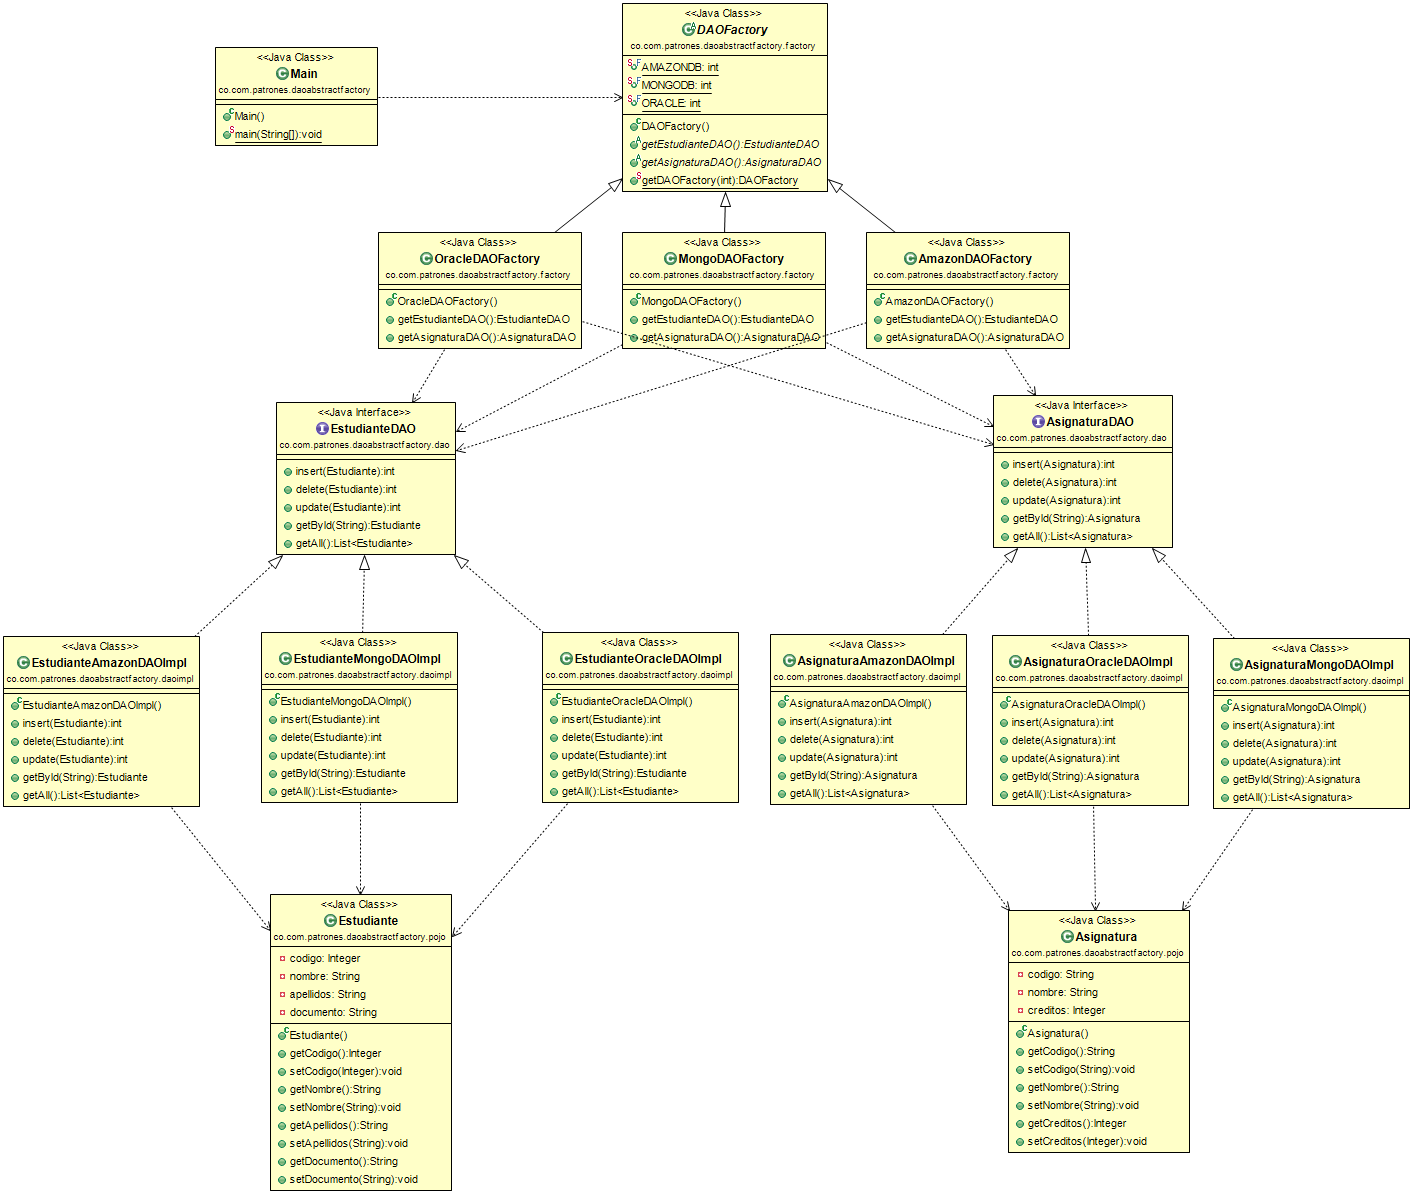 <<Java Class>>
DAOFactory
co.com.patrones.daoabstractfactory.factory
AMAZONDB: int
MONGODB: int
ORACLE: int
DAOFactory()
getEstudianteDAO():EstudianteDAO
getAsignaturaDAO():AsignaturaDAO
getDAOFactory(int):DAOFactory
<<Java Class>>
Main
co.com.patrones.daoabstractfactory
Main()
main(String[]):void
<<Java Class>>
OracleDAOFactory
co.com.patrones.daoabstractfactory.factory
OracleDAOFactory()
getEstudianteDAO():EstudianteDAO
getAsignaturaDAO():AsignaturaDAO
<<Java Class>>
MongoDAOFactory
co.com.patrones.daoabstractfactory.factory
MongoDAOFactory()
getEstudianteDAO():EstudianteDAO
getAsignaturaDAO():AsignaturaDAO
<<Java Class>>
AmazonDAOFactory
co.com.patrones.daoabstractfactory.factory
AmazonDAOFactory()
getEstudianteDAO():EstudianteDAO
getAsignaturaDAO():AsignaturaDAO
<<Java Interface>>
EstudianteDAO
co.com.patrones.daoabstractfactory.dao
insert(Estudiante):int
delete(Estudiante):int
update(Estudiante):int
getById(String):Estudiante
getAll():List<Estudiante>
<<Java Interface>>
AsignaturaDAO
co.com.patrones.daoabstractfactory.dao
insert(Asignatura):int
delete(Asignatura):int
update(Asignatura):int
getById(String):Asignatura
getAll():List<Asignatura>
<<Java Class>>
EstudianteAmazonDAOImpl
co.com.patrones.daoabstractfactory.daoimpl
EstudianteAmazonDAOImpl()
insert(Estudiante):int
delete(Estudiante):int
update(Estudiante):int
getById(String):Estudiante
getAll():List<Estudiante>
<<Java Class>>
EstudianteMongoDAOImpl
co.com.patrones.daoabstractfactory.daoimpl
EstudianteMongoDAOImpl()
insert(Estudiante):int
delete(Estudiante):int
update(Estudiante):int
getById(String):Estudiante
getAll():List<Estudiante>
<<Java Class>>
EstudianteOracleDAOImpl
co.com.patrones.daoabstractfactory.daoimpl
EstudianteOracleDAOImpl()
insert(Estudiante):int
delete(Estudiante):int
update(Estudiante):int
getById(String):Estudiante
getAll():List<Estudiante>
<<Java Class>>
AsignaturaAmazonDAOImpl
co.com.patrones.daoabstractfactory.daoimpl
AsignaturaAmazonDAOImpl()
insert(Asignatura):int
delete(Asignatura):int
update(Asignatura):int
getById(String):Asignatura
getAll():List<Asignatura>
<<Java Class>>
AsignaturaOracleDAOImpl
co.com.patrones.daoabstractfactory.daoimpl
AsignaturaOracleDAOImpl()
insert(Asignatura):int
delete(Asignatura):int
update(Asignatura):int
getById(String):Asignatura
getAll():List<Asignatura>
<<Java Class>>
AsignaturaMongoDAOImpl
co.com.patrones.daoabstractfactory.daoimpl
AsignaturaMongoDAOImpl()
insert(Asignatura):int
delete(Asignatura):int
update(Asignatura):int
getById(String):Asignatura
getAll():List<Asignatura>
<<Java Class>>
Estudiante
co.com.patrones.daoabstractfactory.pojo
codigo: Integer
nombre: String
apellidos: String
documento: String
Estudiante()
getCodigo():Integer
setCodigo(Integer):void
getNombre():String
setNombre(String):void
getApellidos():String
setApellidos(String):void
getDocumento():String
setDocumento(String):void
<<Java Class>>
Asignatura
co.com.patrones.daoabstractfactory.pojo
codigo: String
nombre: String
creditos: Integer
Asignatura()
getCodigo():String
setCodigo(String):void
getNombre():String
setNombre(String):void
getCreditos():Integer
setCreditos(Integer):void